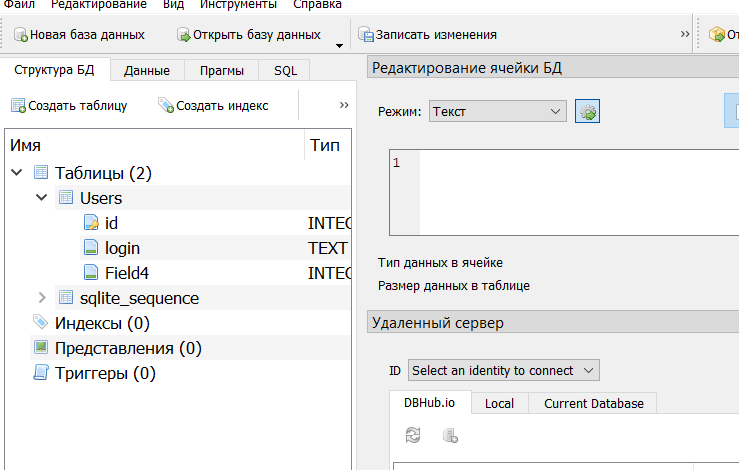 Файл Редактирование Вид Инструменты Справка
Новая база данных Открыть базу данных Записать изменения
Структура БД Данные Прагмы SQL
Создать таблицу Создать индекс
Имя Тип
Таблицы (2)
Users
id INTEG
login TEXT
Field4 INTEG
sqlite_sequence
Индексы (0)
Представления (0)
Триггеры (0)
Редактирование ячейки БД
Режим: Текст
1
Тип данных в ячейке
Размер данных в таблице
Удаленный сервер
ID Select an identity to connect
DBHub.io Local Current Database